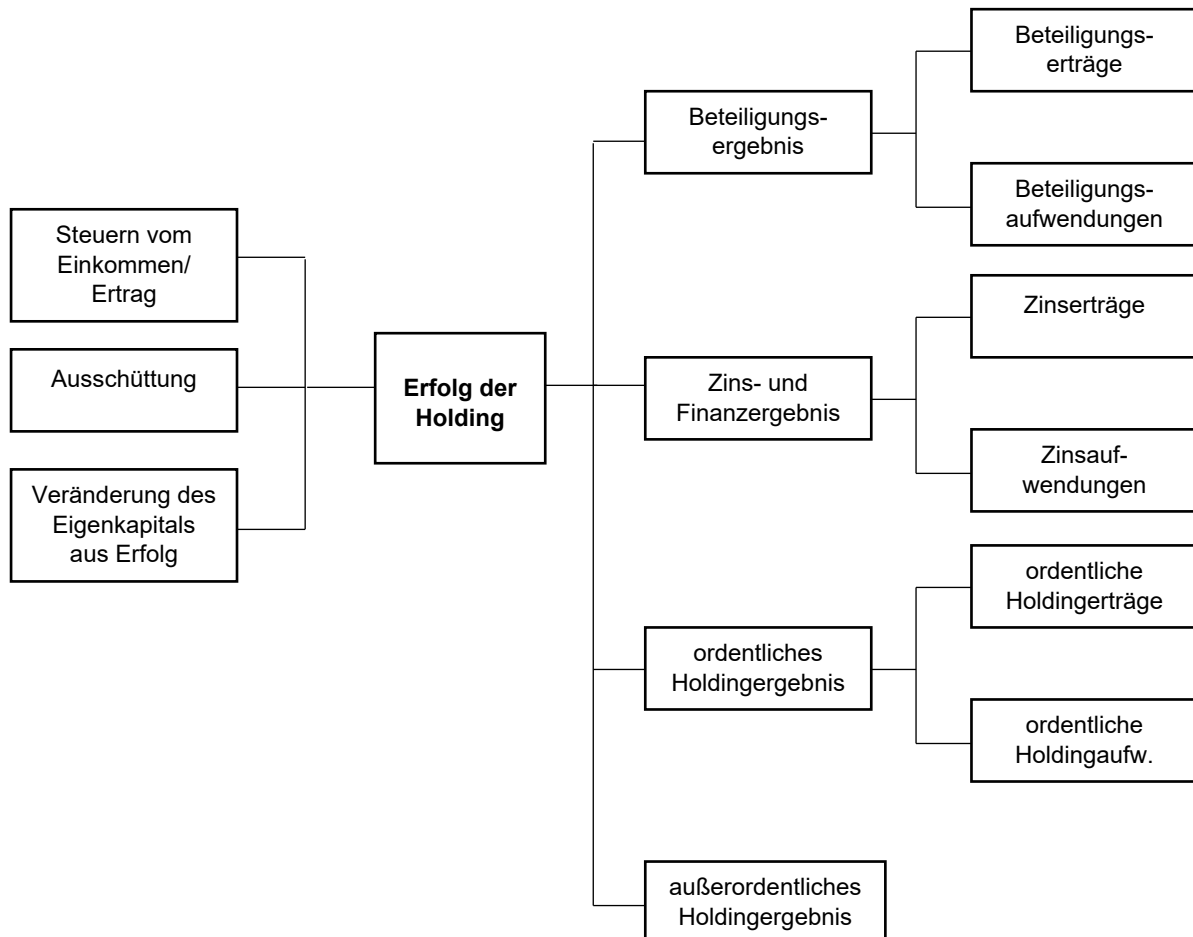 Steuern vom
Einkommen/
Ertrag
Ausschüttung
Veränderung des
Eigenkapitals
aus Erfolg
Erfolg der
Holding
Beteiligungs-
ergebnis
Zins- und
Finanzergebnis
ordentliches
Holdingergebnis
außerordentliches
Holdingergebnis
Beteiligungs-
erträge
Beteiligungs-
aufwendungen
Zinserträge
Zinsauf-
wendungen
ordentliche
Holdingerträge
ordentliche
Holdingaufw.